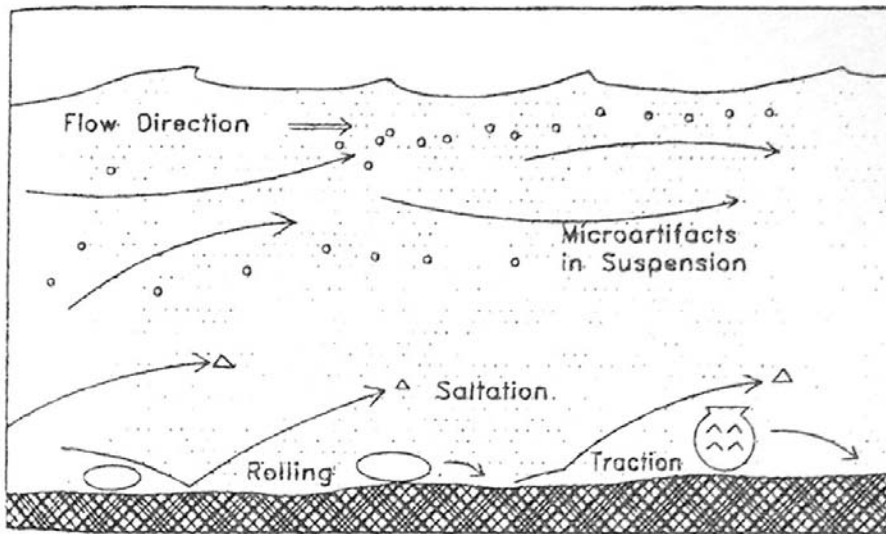 Flow Direction
Microartifacts
in Suspension
Saltation.
Rolling
Traction